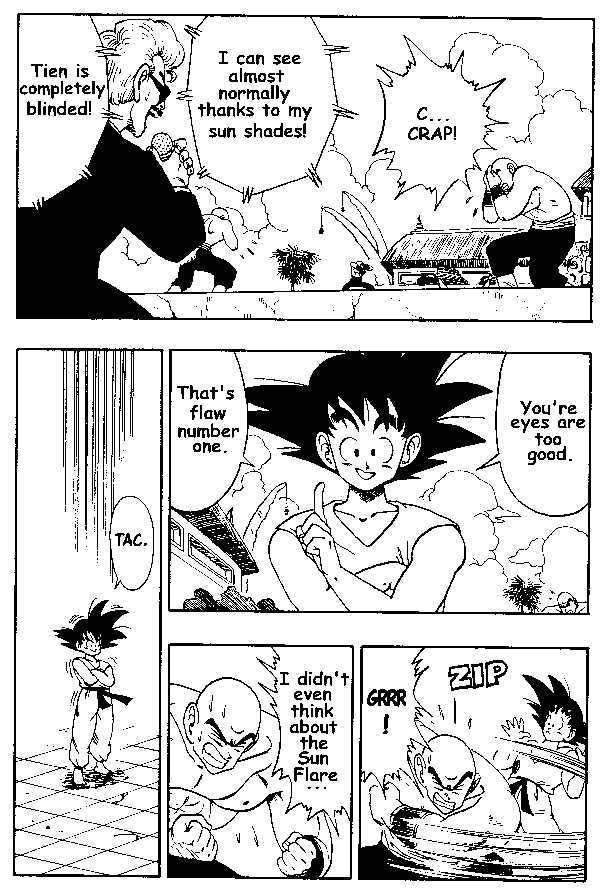 Tien is
completely
blinded!
I can see
almost
normally
thanks to my
sun shades!
C...
CRAP!
TAC.
That's
flaw
number
one.
You're
eyes are
too
good.
I didn't
even
think
about
the
Sun
Flare
...
GRRR
!
ZIP